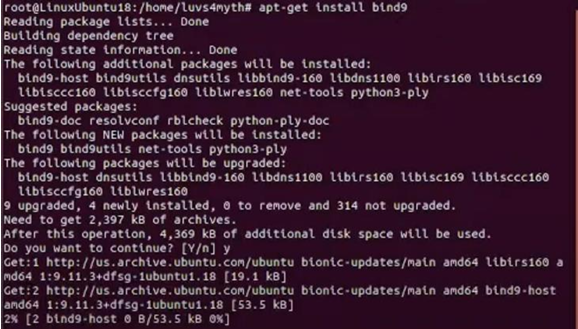 root@LinuxUbuntu18:/home/luvs4myth# apt-get install bind9
Reading package lists... Done
Building dependency tree
Reading state information... Done
The following additional packages will be installed:
  bind9-host bind9utils dnsutils libbind9-160 libdns1100 libirs160 libisc169
  libisccc160 libisccfg160 liblwres160 net-tools python3-ply
Suggested packages:
  bind9-doc resolvconf rblcheck python-ply-doc
The following NEW packages will be installed:
  bind9 bind9utils net-tools python3-ply
The following packages will be upgraded:
  bind9-host dnsutils libbind9-160 libdns1100 libirs160 libisc169 libisccc160
  libisccfg160 liblwres160
9 upgraded, 4 newly installed, 0 to remove and 314 not upgraded.
Need to get 2,397 kB of archives.
After this operation, 4,369 kB of additional disk space will be used.
Do you want to continue? [Y/n] y
Get:1 http://us.archive.ubuntu.com/ubuntu bionic-updates/main amd64 libirs160 a
md64 1:9.11.3+dfsg-1ubuntu1.18 [19.1 kB]
Get:2 http://us.archive.ubuntu.com/ubuntu bionic-updates/main amd64 bind9-host
amd64 1:9.11.3+dfsg-1ubuntu1.18 [53.5 kB]
2% [2 bind9-host 0 B/53.5 kB 0%]